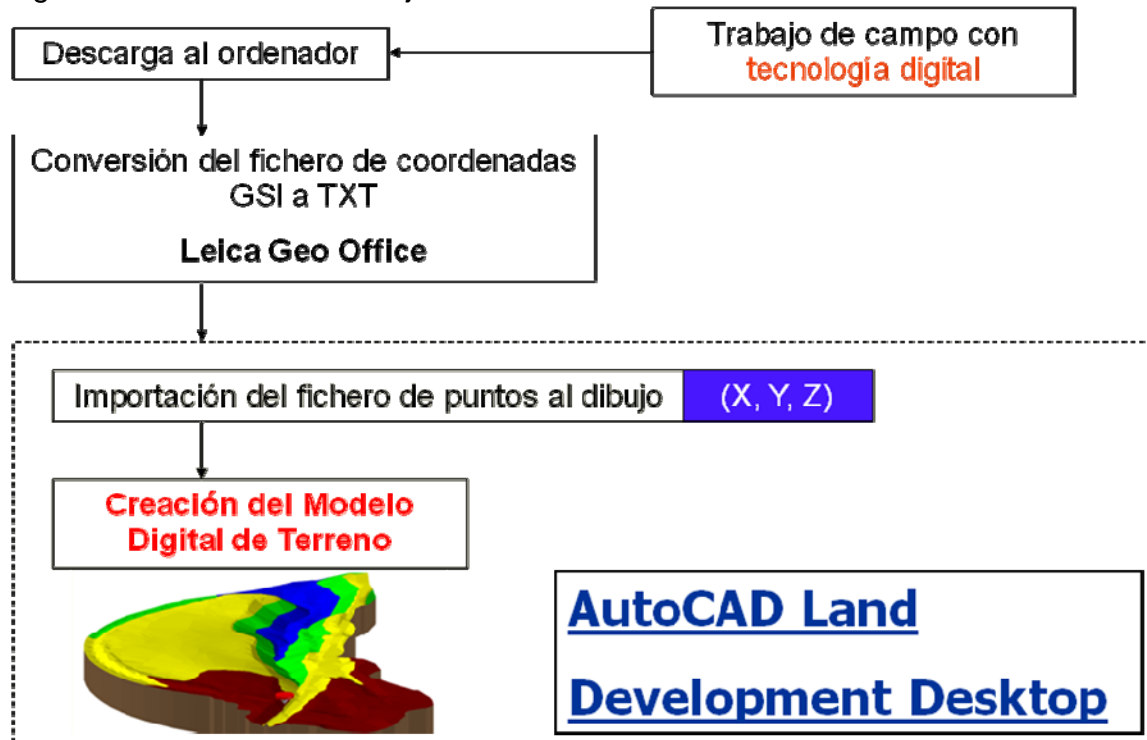 Descarga al ordenador
Trabajo de campo con
tecnología digital
Conversión del fichero de coordenadas
GSI a TXT
Leica Geo Office
Importación del fichero de puntos al dibujo
(X, Y, Z)
Creación del Modelo
Digital de Terreno
AutoCAD Land
Development Desktop